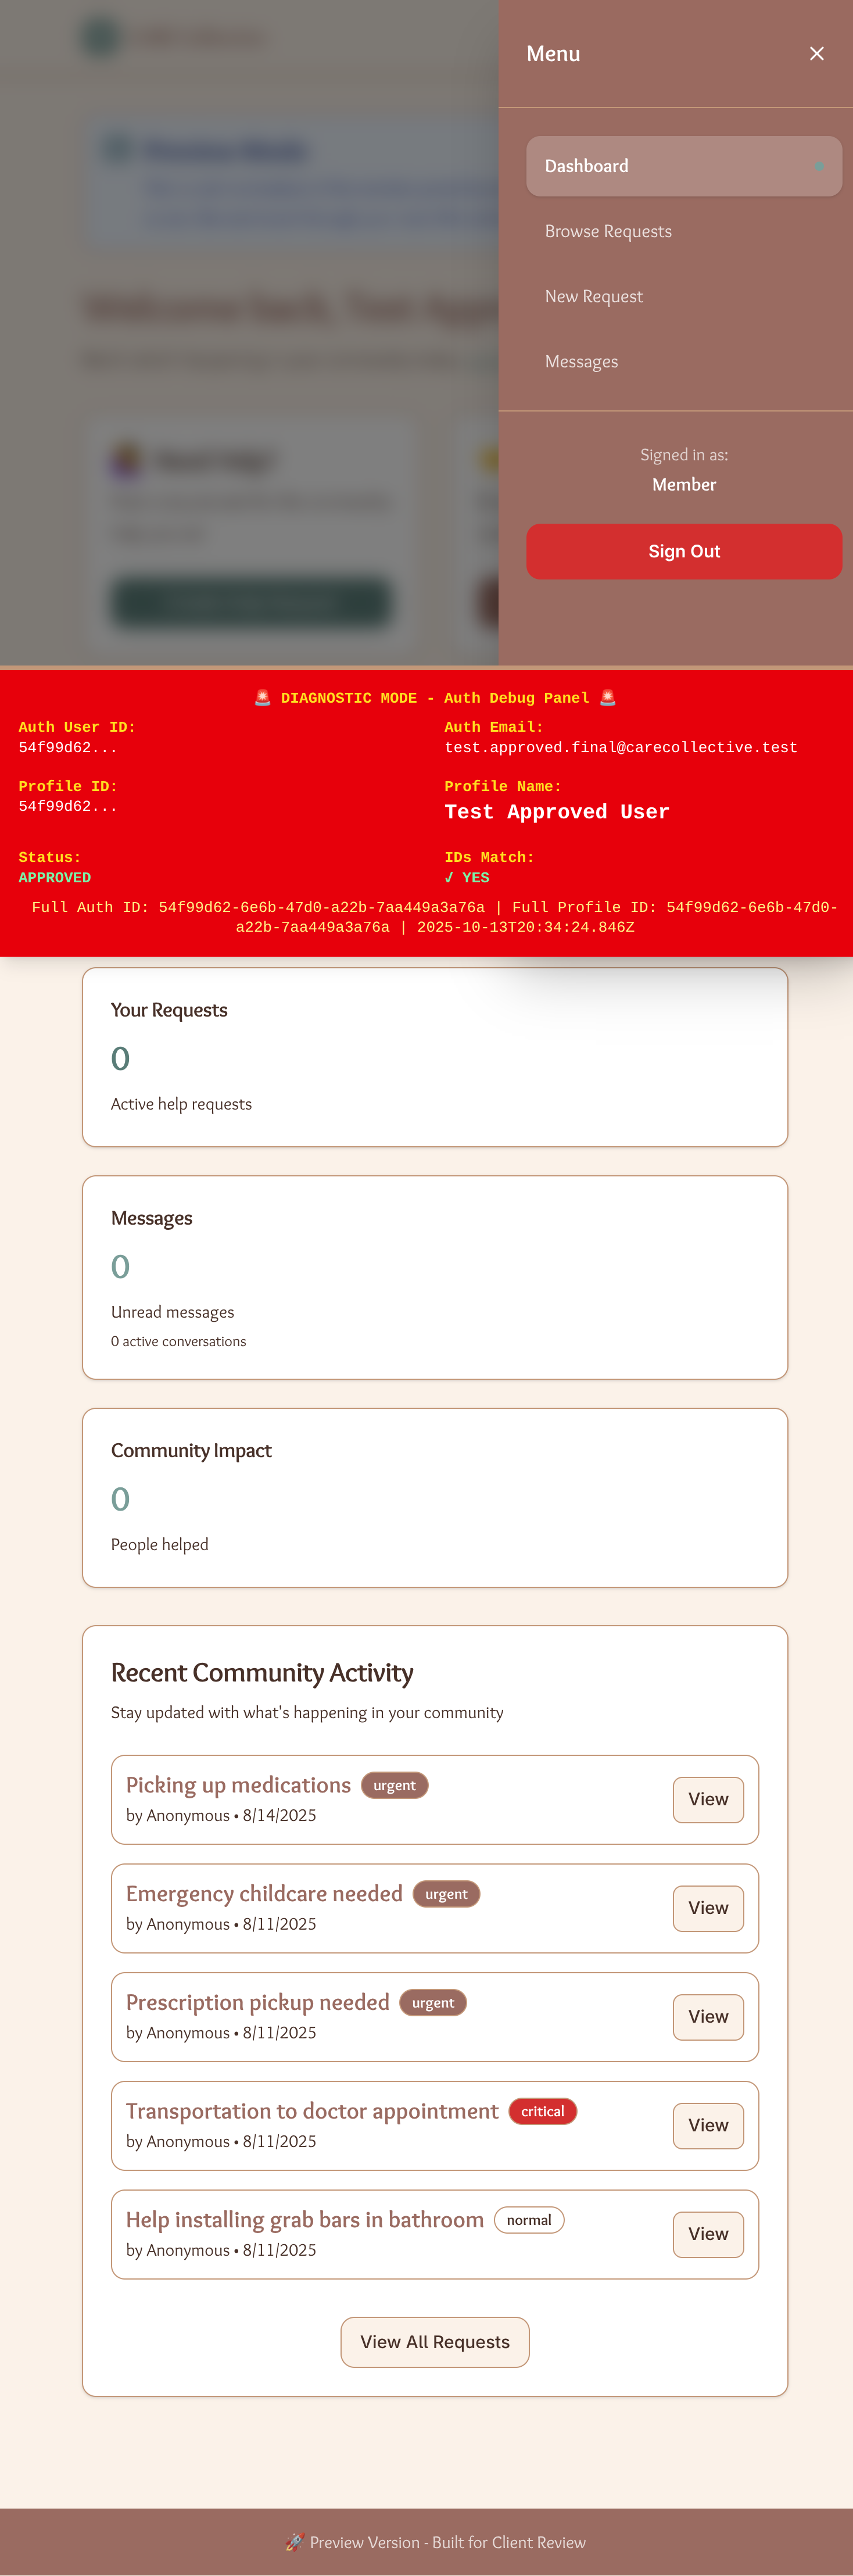 Menu
Dashboard
Browse Requests
New Request
Messages
Signed in as:
Member
Sign Out
🚨 DIAGNOSTIC MODE - Auth Debug Panel 🚨
Auth User ID:
54f99d62...
Auth Email:
test.approved.final@carecollective.test
Profile ID:
54f99d62...
Profile Name:
Test Approved User
Status:
APPROVED
IDs Match:
✓ YES
Full Auth ID: 54f99d62-6e6b-47d0-a22b-7aa449a3a76a | Full Profile ID: 54f99d62-6e6b-47d0-
a22b-7aa449a3a76a | 2025-10-13T20:34:24.846Z
Your Requests
0
Active help requests
Messages
0
Unread messages
0 active conversations
Community Impact
0
People helped
Recent Community Activity
Stay updated with what's happening in your community
Picking up medications urgent
by Anonymous • 8/14/2025
View
Emergency childcare needed urgent
by Anonymous • 8/11/2025
View
Prescription pickup needed urgent
by Anonymous • 8/11/2025
View
Transportation to doctor appointment critical
by Anonymous • 8/11/2025
View
Help installing grab bars in bathroom normal
by Anonymous • 8/11/2025
View
View All Requests
🚀 Preview Version - Built for Client Review